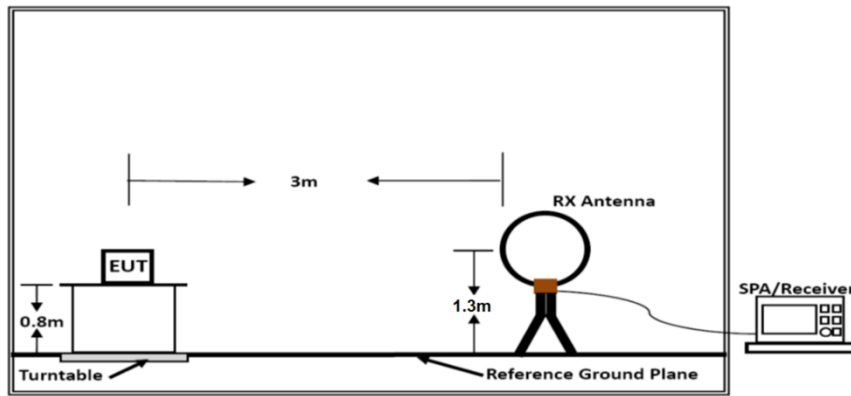 3m
RX Antenna
EUT
SPA/Receiver
0.8m
1.3m
Turntable
Reference Ground Plane